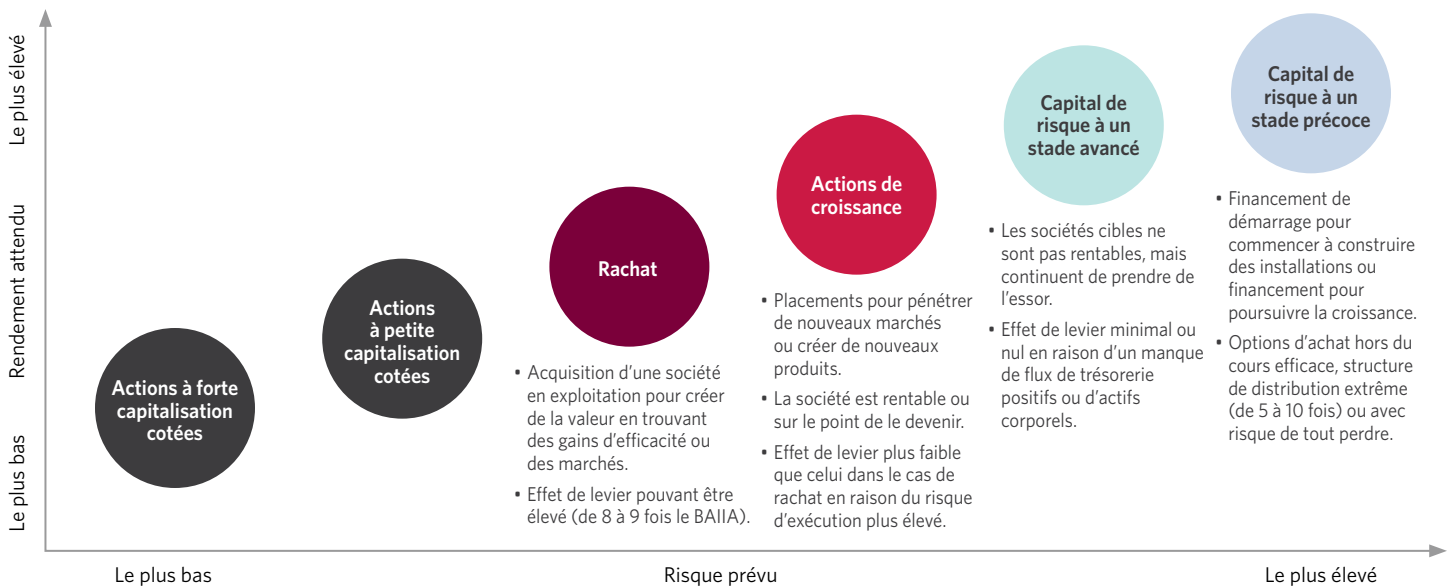 Le plus élevé
Rendement attendu
Le plus bas
Actions à forte
capitalisation
cotées
Actions
à petite
capitalisation
cotées
Rachat
• Acquisition d’une société
en exploitation pour créer
de la valeur en trouvant
des gains d’efficacité ou
des marchés.
• Effet de levier pouvant être
élevé (de 8 à 9 fois le BAIIA).
Actions de
croissance
• Placements pour pénétrer
de nouveaux marchés
ou créer de nouveaux
produits.
• La société est rentable ou
sur le point de le devenir.
• Effet de levier plus faible
que celui dans le cas de
rachat en raison du risque
d’exécution plus élevé.
Capital de
risque à un
stade avancé
• Les sociétés cibles ne
sont pas rentables, mais
continuent de prendre de
l’essor.
• Effet de levier minimal ou
nul en raison d’un manque
de flux de trésorerie
positifs ou d’actifs
corporels.
Capital de
risque à un
stade précoce
• Financement de
démarrage pour
commencer à construire
des installations ou
financement pour
poursuivre la croissance.
• Options d’achat hors du
cours efficace, structure
de distribution extrême
(de 5 à 10 fois) ou avec
risque de tout perdre.
Le plus bas
Risque prévu
Le plus élevé